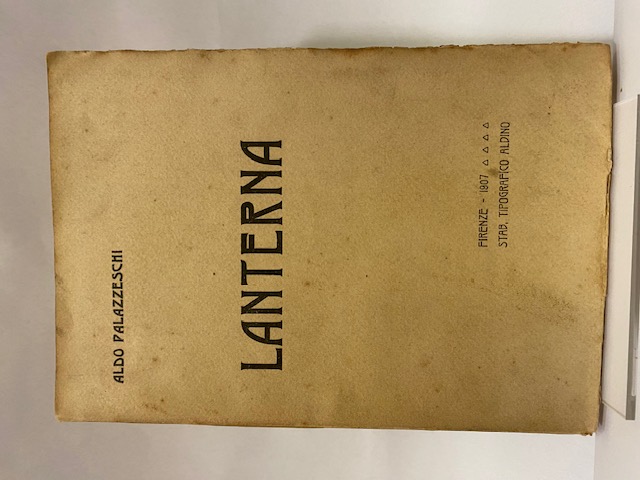 ALDO PALAZZESCHI
LANTERNA
FIRENZE - 1907 △ △ △ △
STAB. TIPOGRAFICO ALDINO